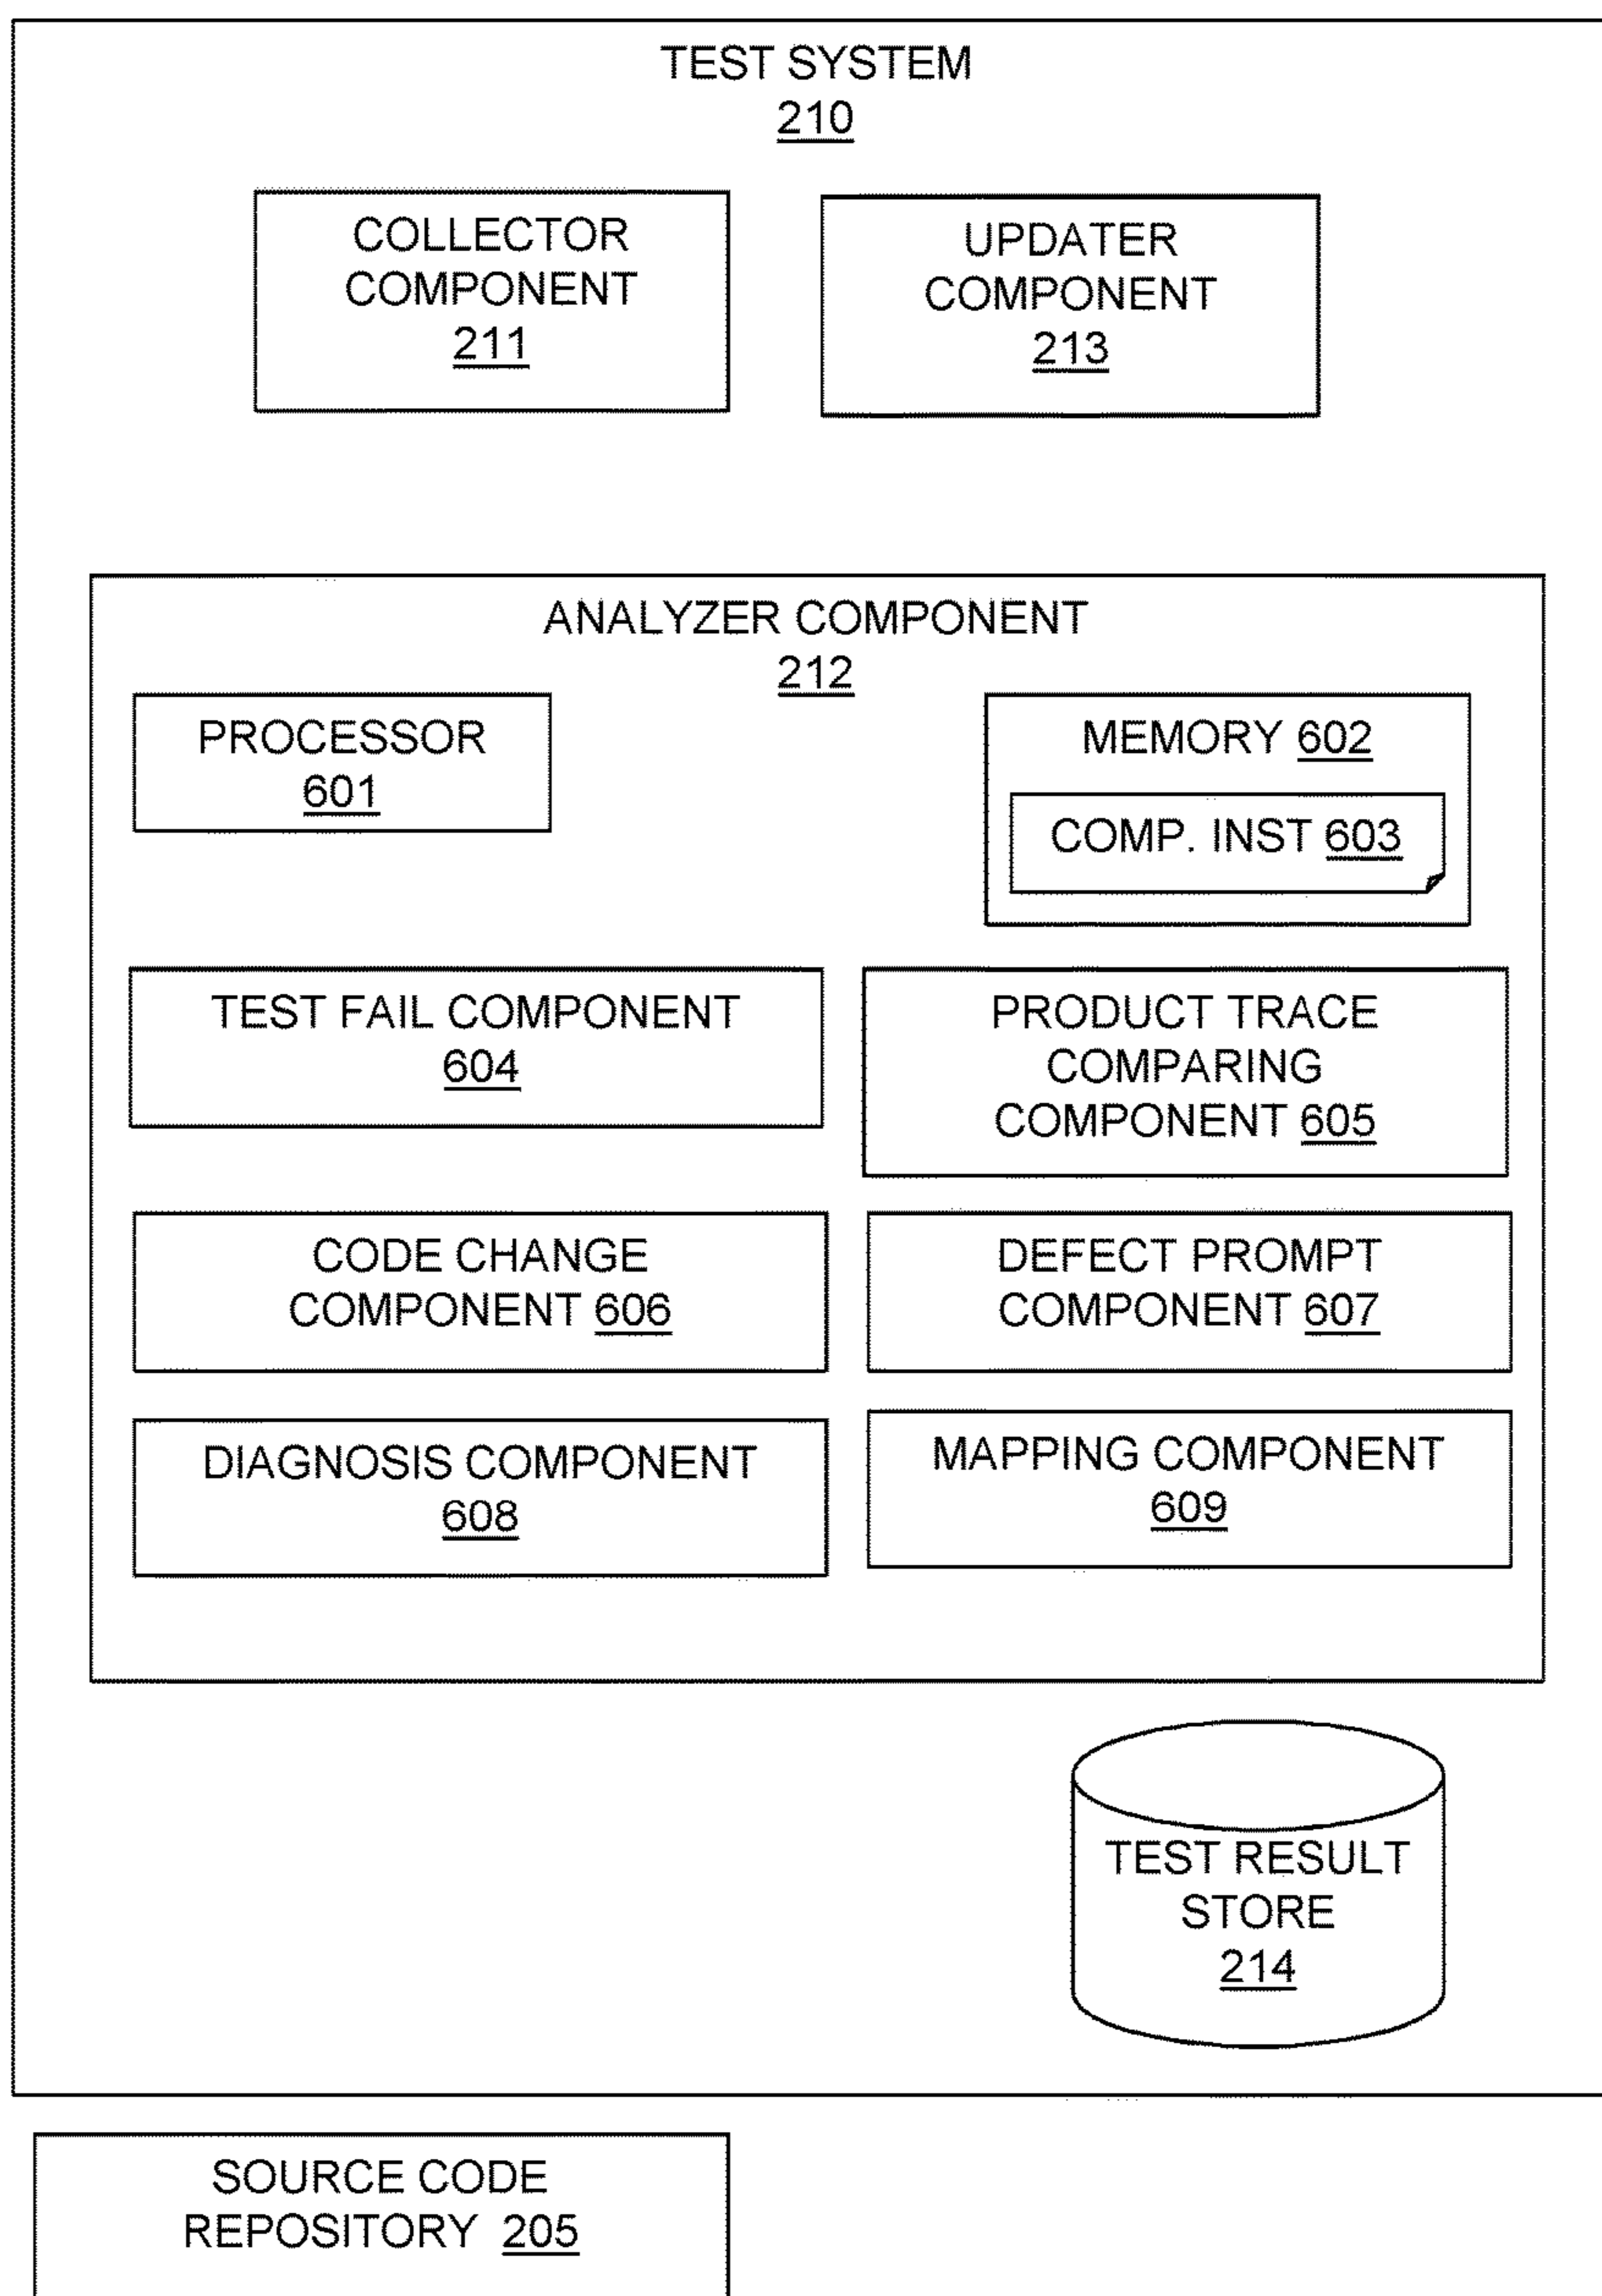 TEST SYSTEM
210
COLLECTOR
COMPONENT
211
UPDATER
COMPONENT
213
ANALYZER COMPONENT
212
PROCESSOR
601
MEMORY 602
COMP. INST 603
TEST FAIL COMPONENT
604
PRODUCT TRACE
COMPARING
COMPONENT 605
CODE CHANGE
COMPONENT 606
DEFECT PROMPT
COMPONENT 607
DIAGNOSIS COMPONENT
608
MAPPING COMPONENT
609
TEST RESULT
STORE
214
SOURCE CODE
REPOSITORY 205